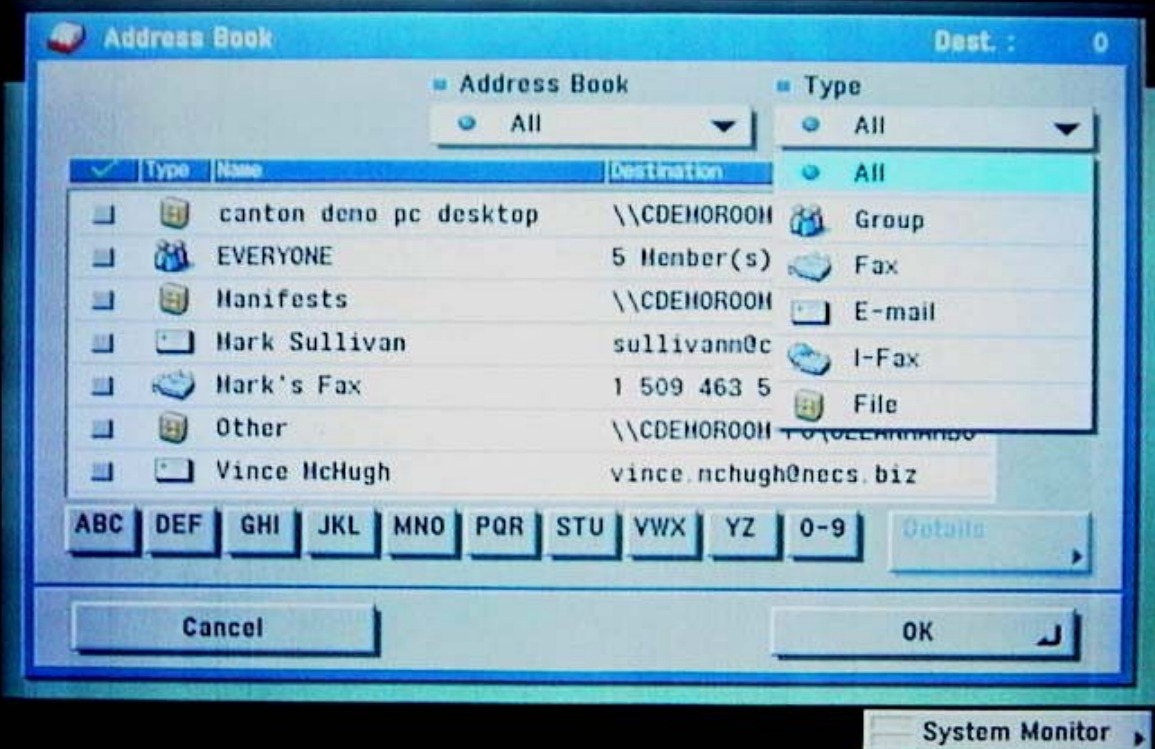 Address Book Dest. : 0
Address Book Type
All All
Type Name Destination All
canton demo pc desktop \\CDEMOROOM Group
EVERYONE 5 Member(s) Fax
Manifests \\CDEMOROOM E-mail
Mark Sullivan sullivanm@c I-Fax
Mark's Fax 1 509 463 5 File
Other \\CDEMOROOM
Vince McHugh vince.mchugh@necs.biz
ABC DEF GHI JKL MNO PQR STU VWX YZ 0-9 Details
Cancel OK
System Monitor